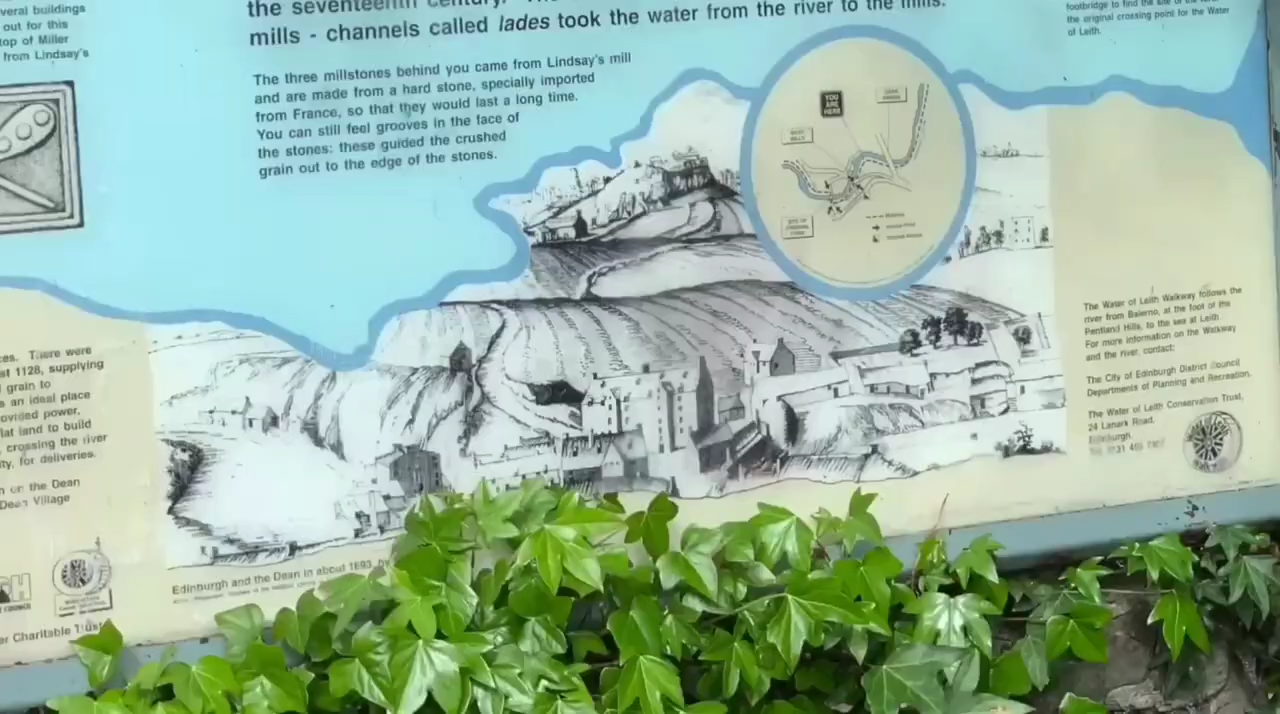 veral buildings
out for this
top of Miller
from Lindsay's
the seventeenth century.
mills - channels called lades took the water from the river to the mills.
The three millstones behind you came from Lindsay's mill
and are made from a hard stone, specially imported
from France, so that they would last a long time.
You can still feel grooves in the face of
the stones: these guided the crushed
grain out to the edge of the stones.
footbridge to find the site of the
the original crossing point for the Water
of Leith.
YOU
ARE
HERE
ces. There were
at 1128, supplying
grain to
s an ideal place
ovided power.
lat land to build
, crossing the river
ity, for deliveries.
n on the Dean
Dean Village
H
COUNCIL
er Charitable Trust
Edinburgh and the Dean in about 1693, by
The Water of Leith Walkway follows the
river from Balerno, at the foot of the
Pentland Hills, to the sea at Leith.
For more information on the Walkway
and the river, contact:
The City of Edinburgh District Council
Departments of Planning and Recreation.
The Water of Leith Conservation Trust,
24 Lanark Road,
Edinburgh.